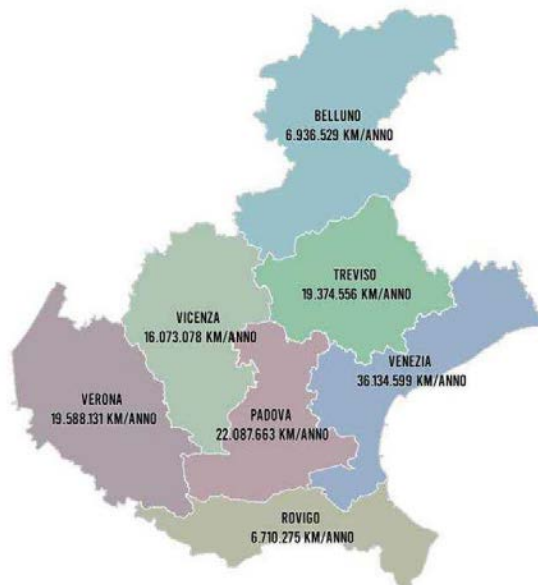 BELLUNO
6.936.529 KM/ANNO
TREVISO
19.374.556 KM/ANNO
VICENZA
16.073.078 KM/ANNO
VENEZIA
36.134.599 KM/ANNO
VERONA
19.588.131 KM/ANNO
PADOVA
22.087.663 KM/ANNO
ROVIGO
6.710.275 KM/ANNO